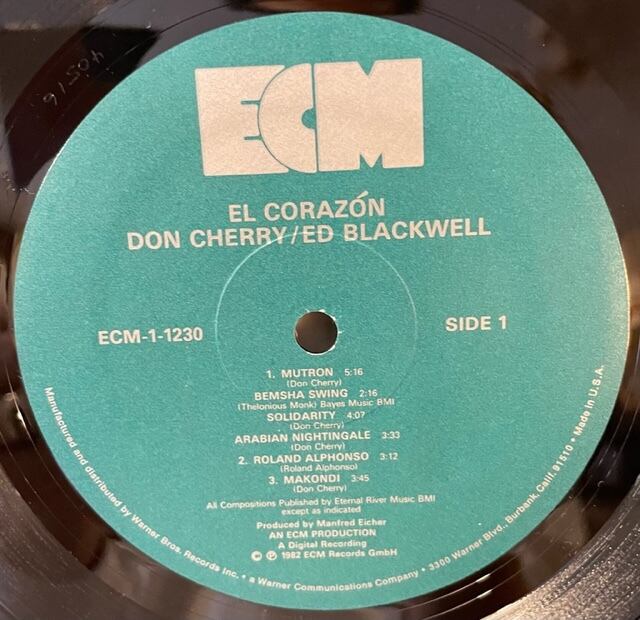 40516
ECM
EL CORAZÓN
DON CHERRY/ED BLACKWELL
ECM-1-1230
SIDE 1
1. MUTRON 5:16
(Don Cherry)
BEMSHA SWING 2:16
(Thelonious Monk) Bayes Music BMI
SOLIDARITY 4:07
(Don Cherry)
ARABIAN NIGHTINGALE 3:33
(Don Cherry)
2. ROLAND ALPHONSO 3:12
(Roland Alphonso)
3. MAKONDI 3:45
(Don Cherry)
All Compositions Published by Eternal River Music BMI
except as indicated
Produced by Manfred Eicher
AN ECM PRODUCTION
A Digital Recording
© ℗ 1982 ECM Records GmbH
Manufactured and distributed by Warner Bros. Records Inc. • a Warner Communications Company • 3300 Warner Blvd., Burbank, Calif. 91510 • Made in U.S.A.